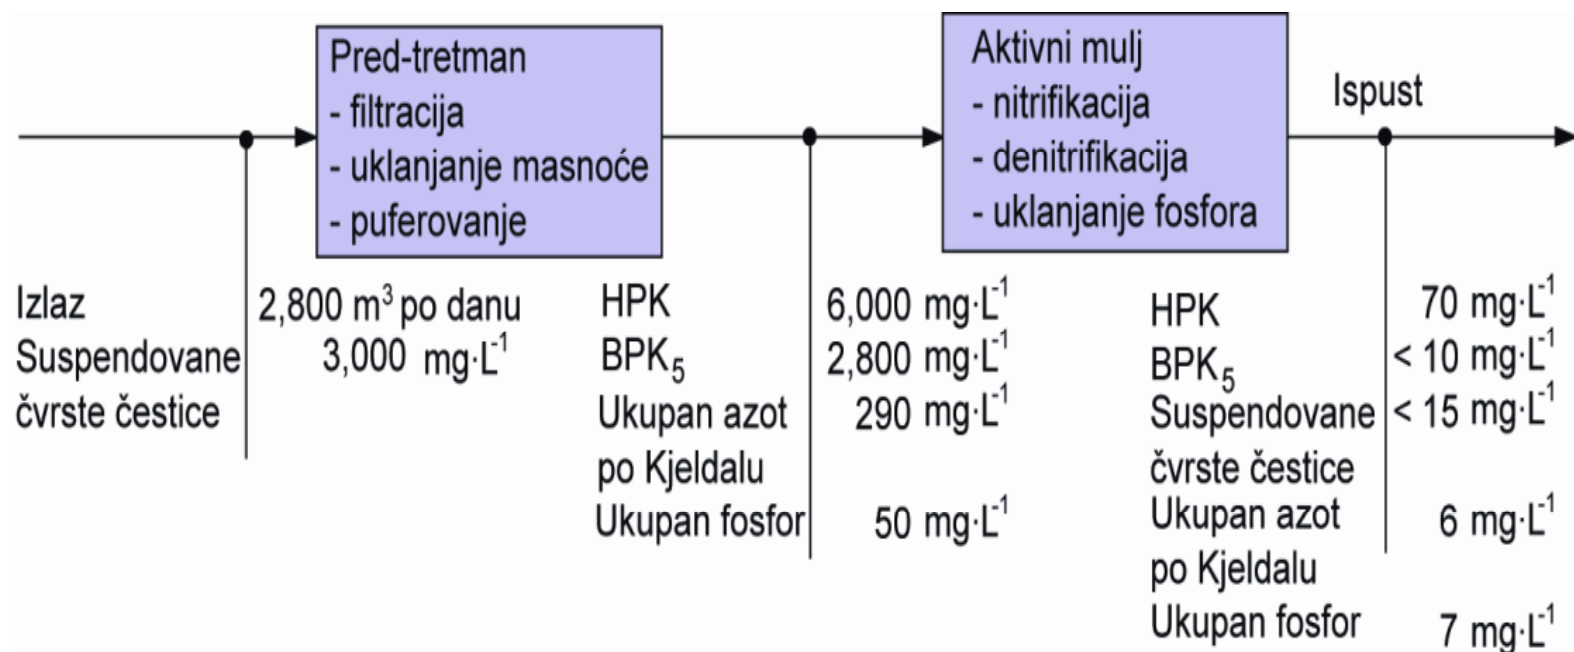 Pred-tretman
- filtracija
- uklanjanje masnoće
- puferovanje
Aktivni mulj
- nitrifikacija
- denitrifikacija
- uklanjanje fosfora
Ispust
Izlaz 2,800 m³ po danu
Suspendovane 3,000 mg·L⁻¹
čvrste čestice
HPK 6,000 mg·L⁻¹
BPK₅ 2,800 mg·L⁻¹
Ukupan azot 290 mg·L⁻¹
po Kjeldalu
Ukupan fosfor 50 mg·L⁻¹
HPK 70 mg·L⁻¹
BPK₅ < 10 mg·L⁻¹
Suspendovane < 15 mg·L⁻¹
čvrste čestice
Ukupan azot 6 mg·L⁻¹
po Kjeldalu
Ukupan fosfor 7 mg·L⁻¹